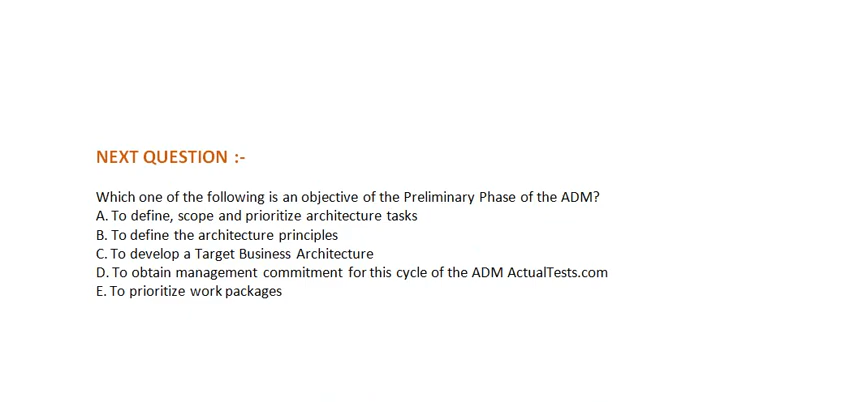 NEXT QUESTION :-
Which one of the following is an objective of the Preliminary Phase of the ADM?
A. To define, scope and prioritize architecture tasks
B. To define the architecture principles
C. To develop a Target Business Architecture
D. To obtain management commitment for this cycle of the ADM ActualTests.com
E. To prioritize work packages